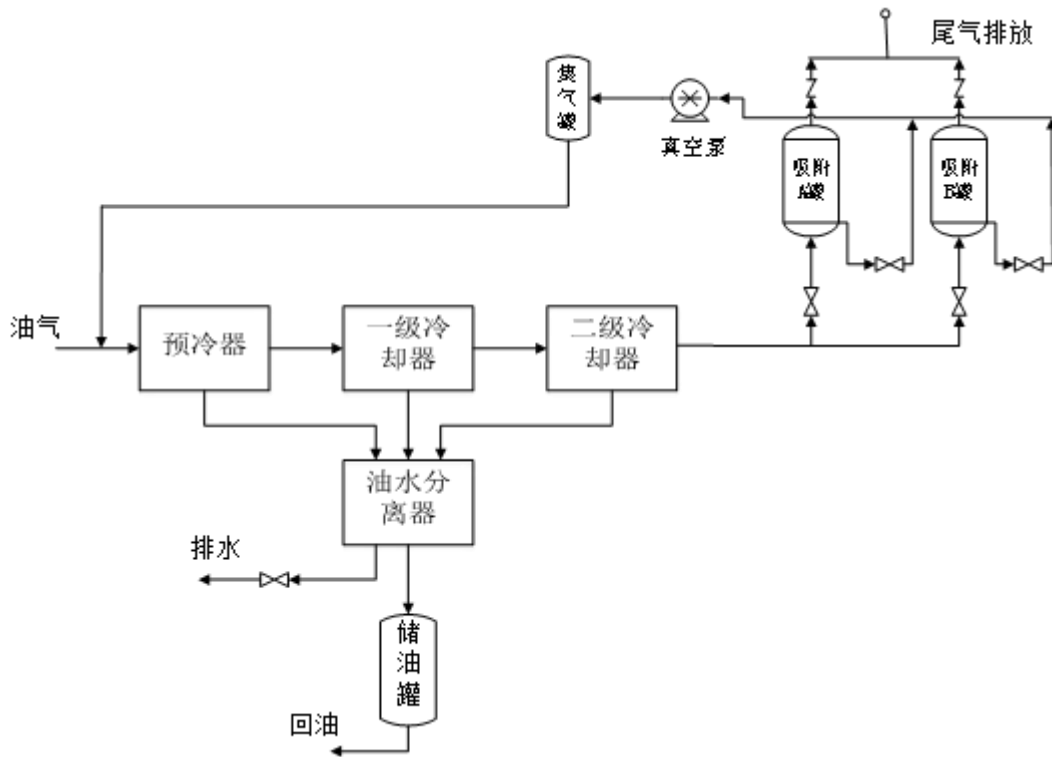 尾气排放
集
气
罐
真空泵
吸附
A罐
吸附
B罐
油气
预冷器
一级冷
却器
二级冷
却器
油水分
离器
排水
储
油
罐
回油